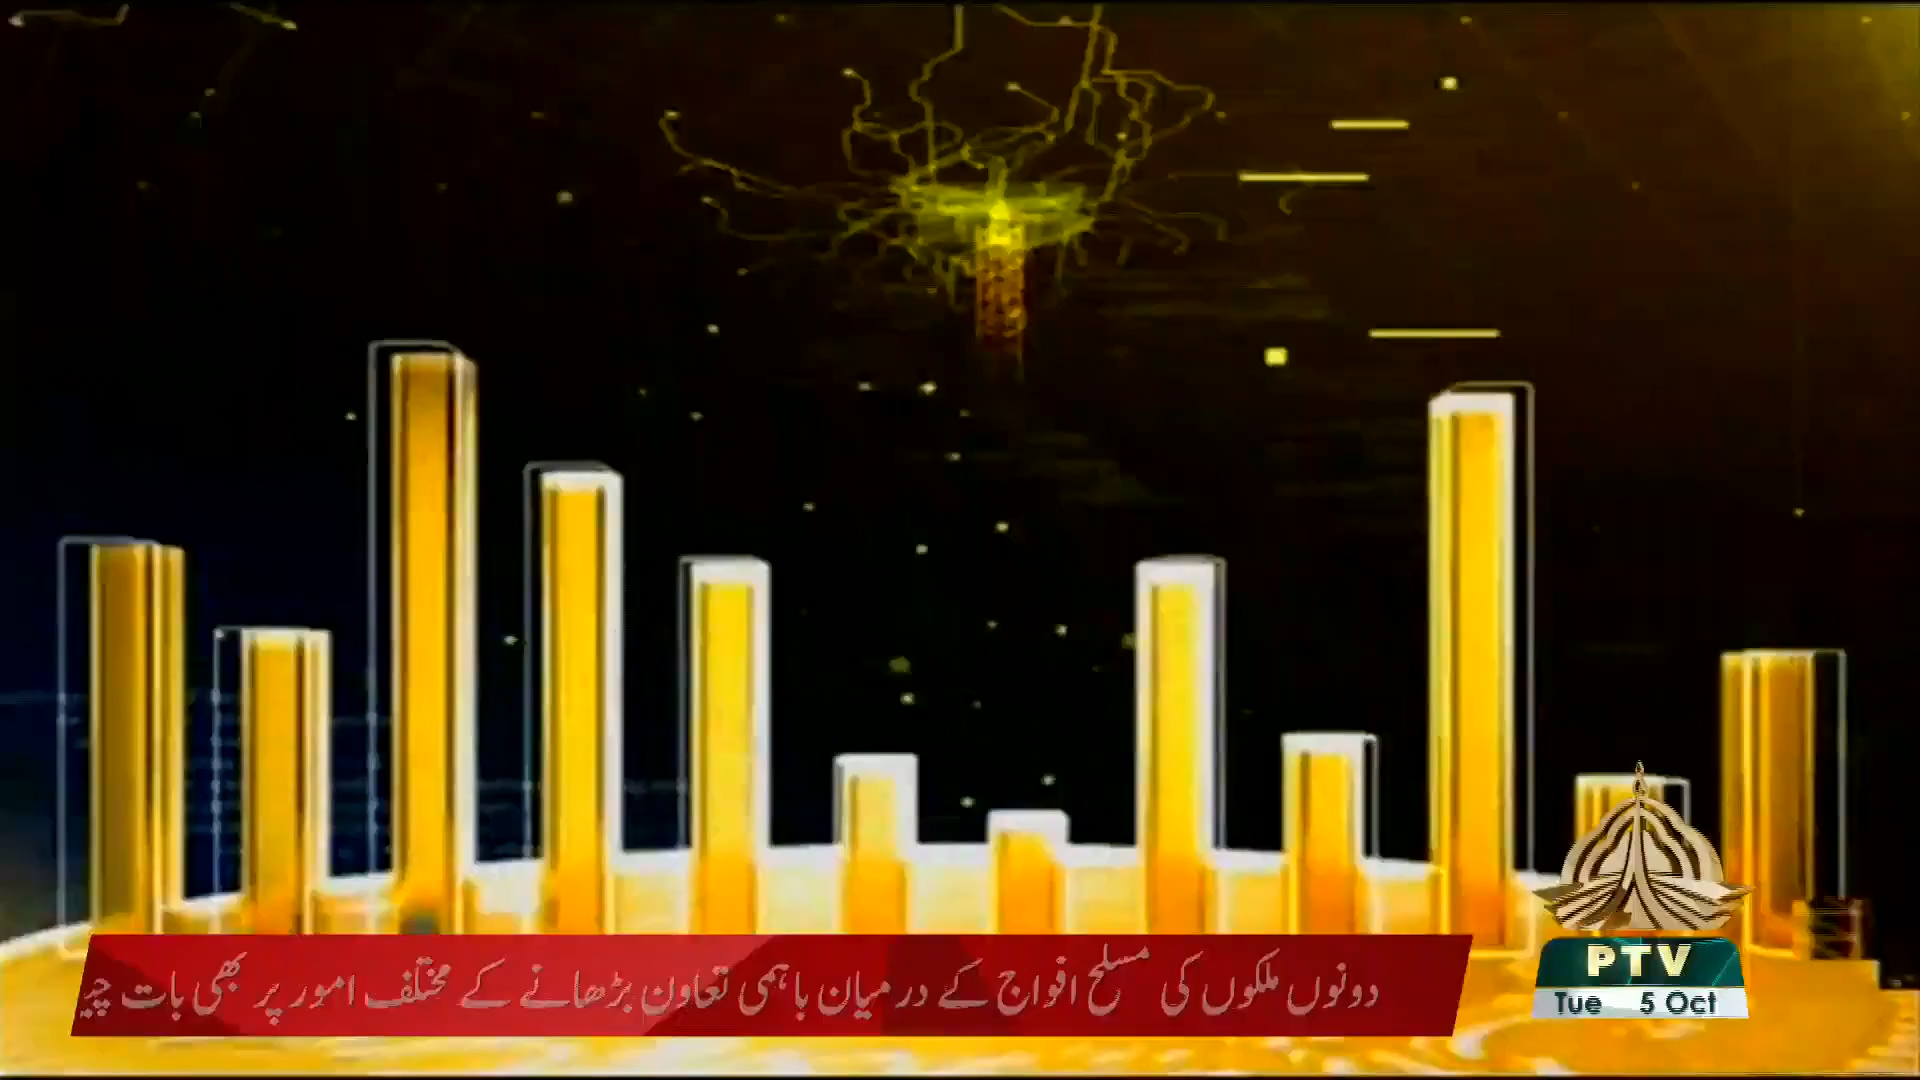 دونوں ملکوں کی مسلح افواج کے درمیان باہمی تعاون بڑھانے کے مختلف امور پر بھی بات چی
PTV
Tue 5 Oct